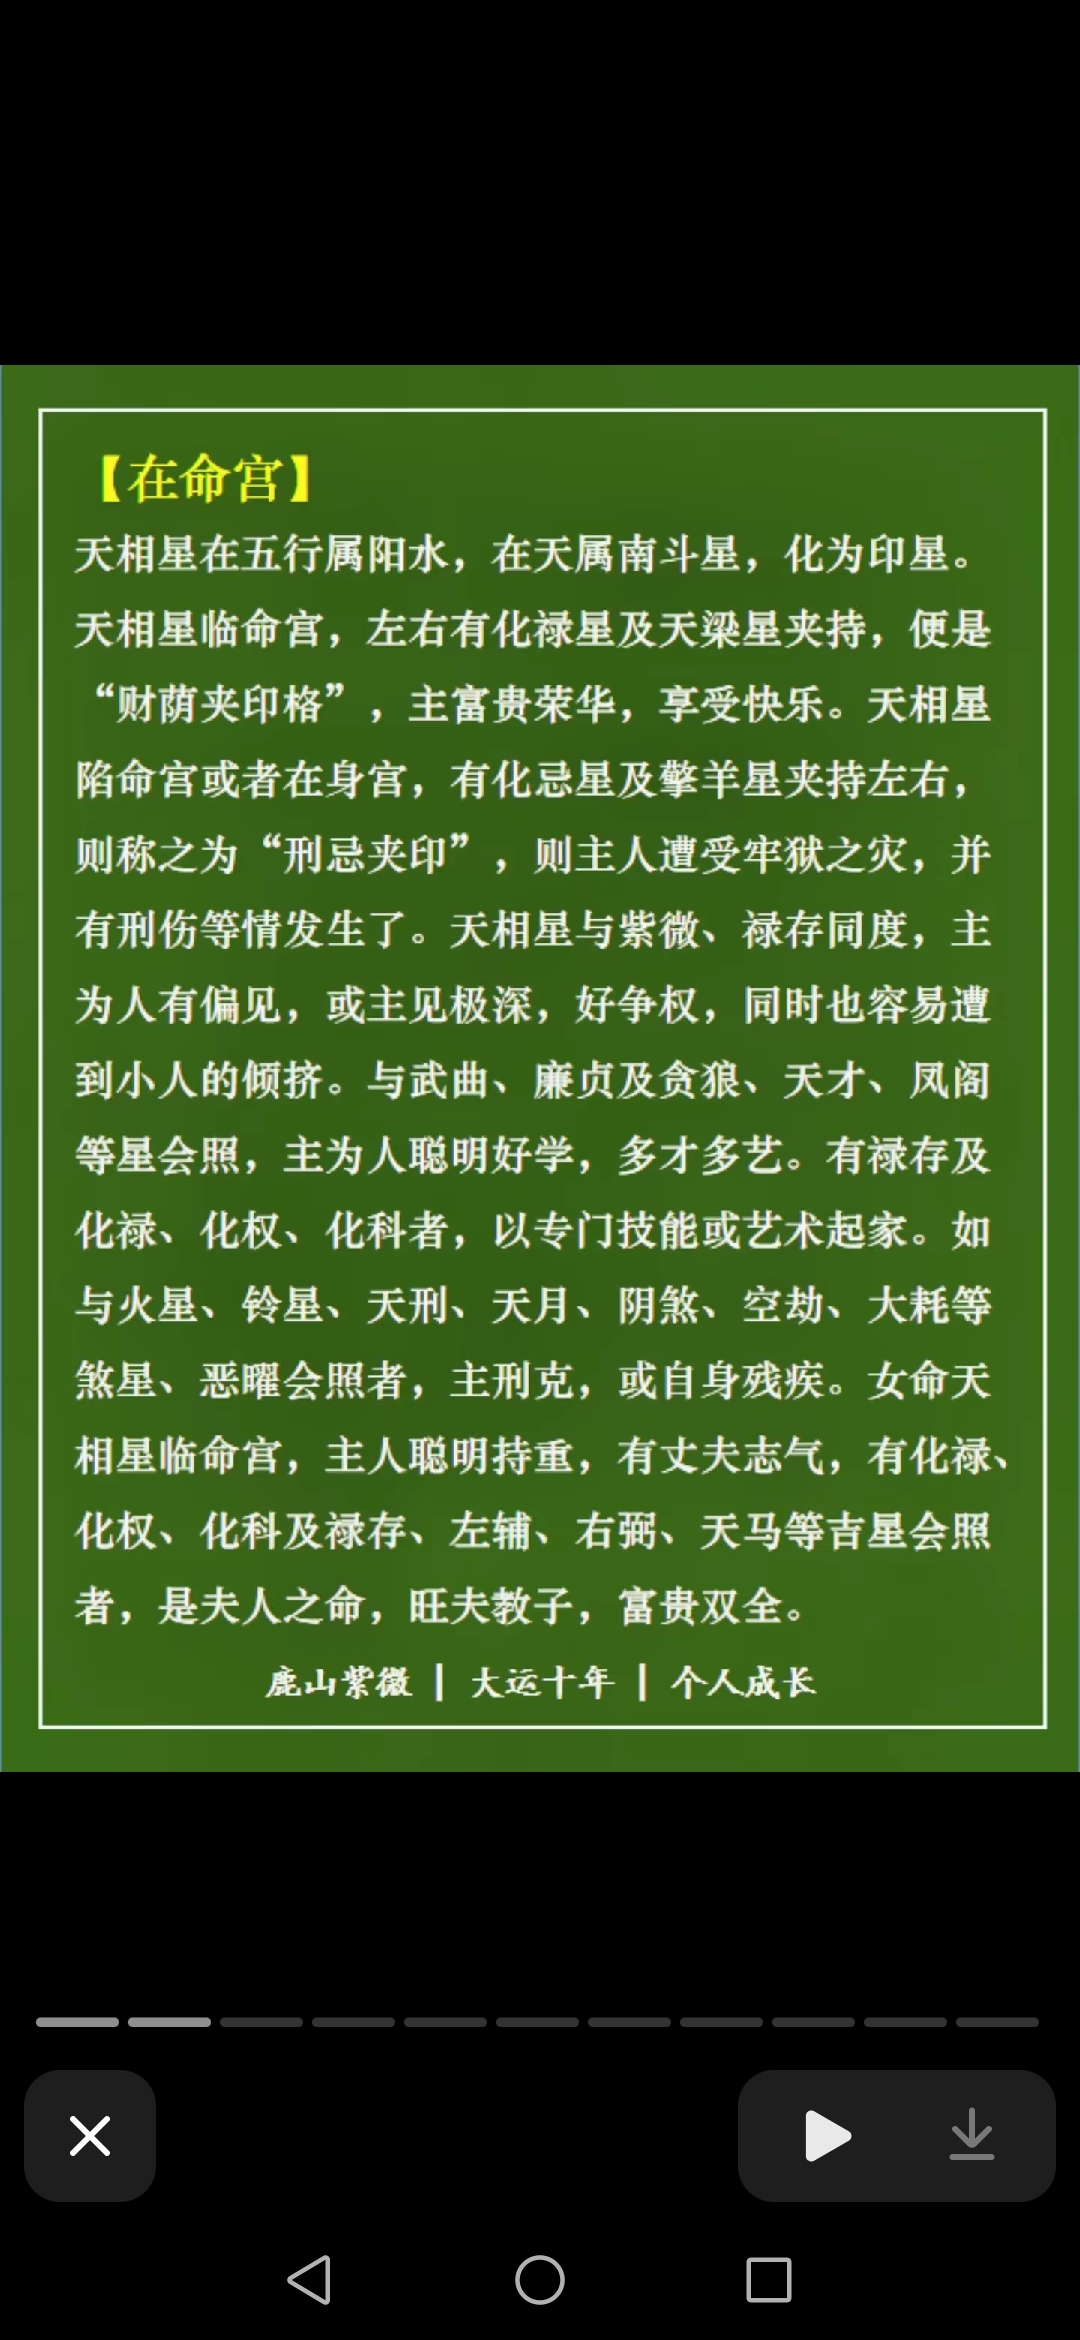 【在命宫】
天相星在五行属阳水，在天属南斗星，化为印星。
天相星临命宫，左右有化禄星及天梁星夹持，便是
“财荫夹印格”，主富贵荣华，享受快乐。天相星
陷命宫或者在身宫，有化忌星及擎羊星夹持左右，
则称之为“刑忌夹印”，则主人遭受牢狱之灾，并
有刑伤等情发生了。天相星与紫微、禄存同度，主
为人有偏见，或主见极深，好争权，同时也容易遭
到小人的倾挤。与武曲、廉贞及贪狼、天才、凤阁
等星会照，主为人聪明好学，多才多艺。有禄存及
化禄、化权、化科者，以专门技能或艺术起家。如
与火星、铃星、天刑、天月、阴煞、空劫、大耗等
煞星、恶曜会照者，主刑克，或自身残疾。女命天
相星临命宫，主人聪明持重，有丈夫志气，有化禄、
化权、化科及禄存、左辅、右弼、天马等吉星会照
者，是夫人之命，旺夫教子，富贵双全。
鹿山紫微 | 大运十年 | 个人成长